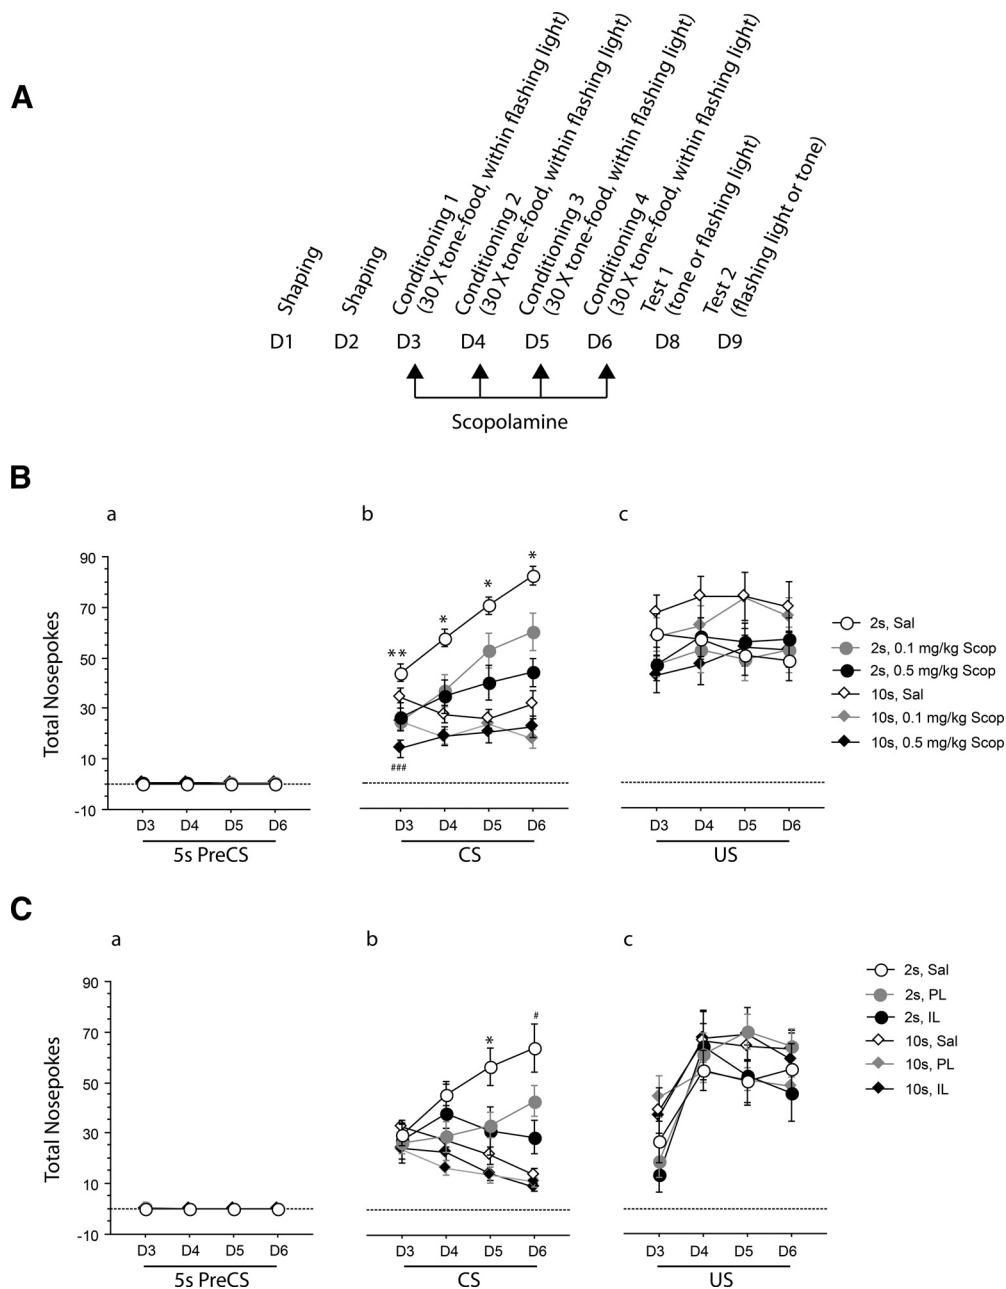 A
Shaping
Shaping
Conditioning 1
(30 X tone-food, within flashing light)
Conditioning 2
(30 X tone-food, within flashing light)
Conditioning 3
(30 X tone-food, within flashing light)
Conditioning 4
(30 X tone-food, within flashing light)
Test 1
(tone or flashing light)
Test 2
(flashing light or tone)
D1 D2 D3 D4 D5 D6 D8 D9
Scopolamine
B
a b c
Total Nosepokes
90
70
50
30
10
-10
D3 D4 D5 D6
5s PreCS
**
*
*
*
###
D3 D4 D5 D6
CS
D3 D4 D5 D6
US
2s, Sal
2s, 0.1 mg/kg Scop
2s, 0.5 mg/kg Scop
10s, Sal
10s, 0.1 mg/kg Scop
10s, 0.5 mg/kg Scop
C
a b c
Total Nosepokes
90
70
50
30
10
-10
D3 D4 D5 D6
5s PreCS
*
#
D3 D4 D5 D6
CS
D3 D4 D5 D6
US
2s, Sal
2s, PL
2s, IL
10s, Sal
10s, PL
10s, IL